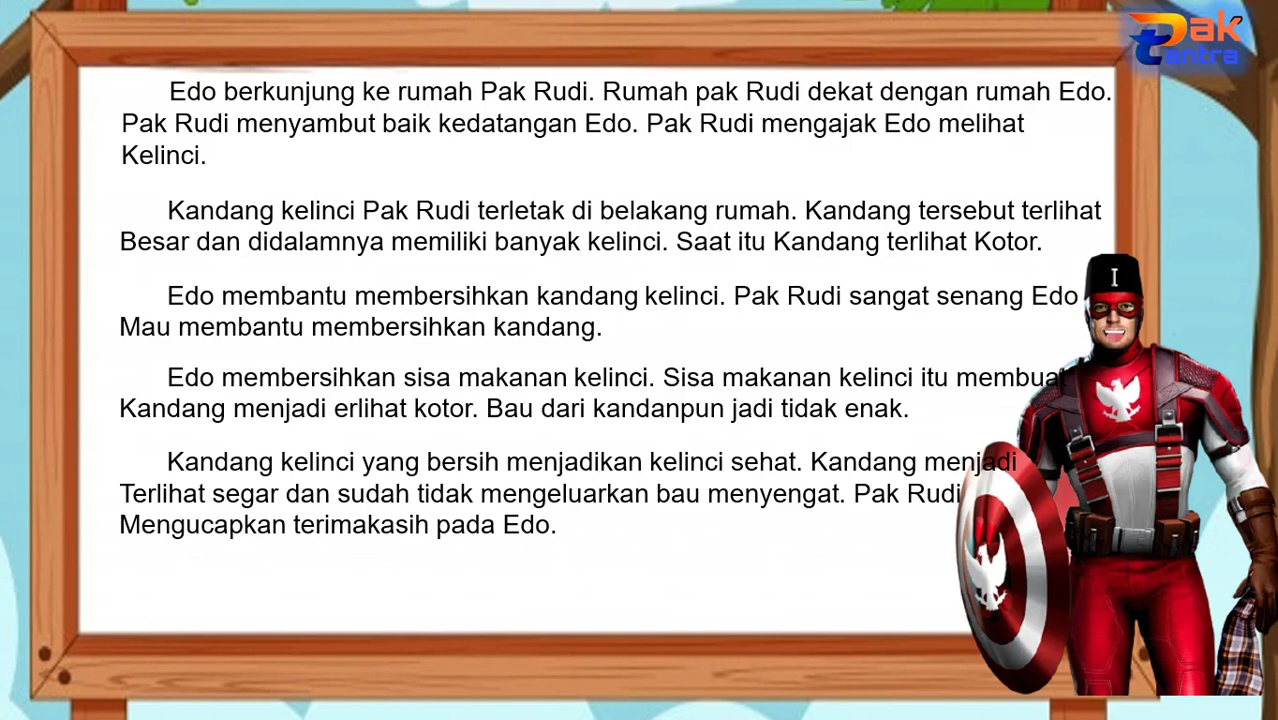 Pak
tantra
Edo berkunjung ke rumah Pak Rudi. Rumah pak Rudi dekat dengan rumah Edo.
Pak Rudi menyambut baik kedatangan Edo. Pak Rudi mengajak Edo melihat
Kelinci.
Kandang kelinci Pak Rudi terletak di belakang rumah. Kandang tersebut terlihat
Besar dan didalamnya memiliki banyak kelinci. Saat itu Kandang terlihat Kotor.
Edo membantu membersihkan kandang kelinci. Pak Rudi sangat senang Edo
Mau membantu membersihkan kandang.
Edo membersihkan sisa makanan kelinci. Sisa makanan kelinci itu membuat
Kandang menjadi erlihat kotor. Bau dari kandanpun jadi tidak enak.
Kandang kelinci yang bersih menjadikan kelinci sehat. Kandang menjadi
Terlihat segar dan sudah tidak mengeluarkan bau menyengat. Pak Rudi
Mengucapkan terimakasih pada Edo.
I